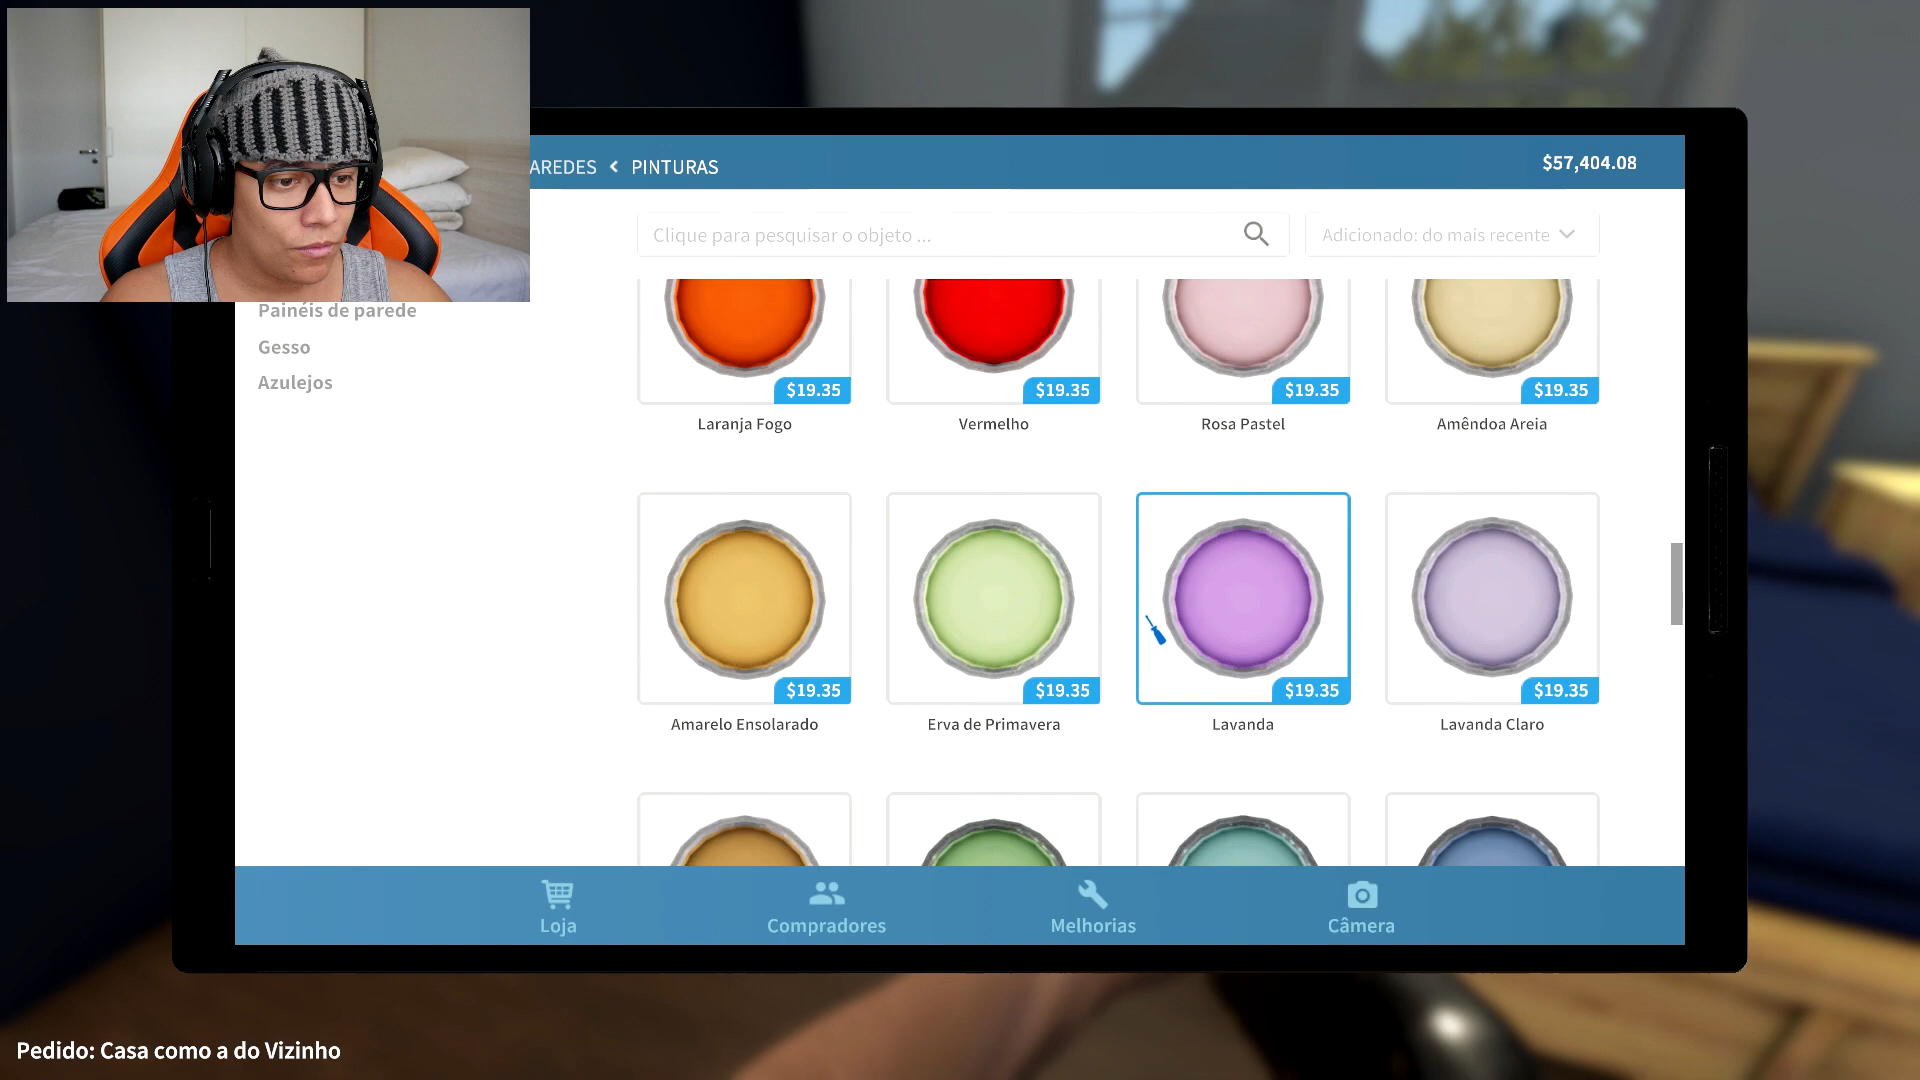 AREDES < PINTURAS
$57,404.08
Clique para pesquisar o objeto ...
Adicionado: do mais recente
Painéis de parede
Gesso
Azulejos
$19.35
$19.35
$19.35
$19.35
Laranja Fogo
Vermelho
Rosa Pastel
Amêndoa Areia
$19.35
$19.35
$19.35
$19.35
Amarelo Ensolarado
Erva de Primavera
Lavanda
Lavanda Claro
Loja
Compradores
Melhorias
Câmera
Pedido: Casa como a do Vizinho